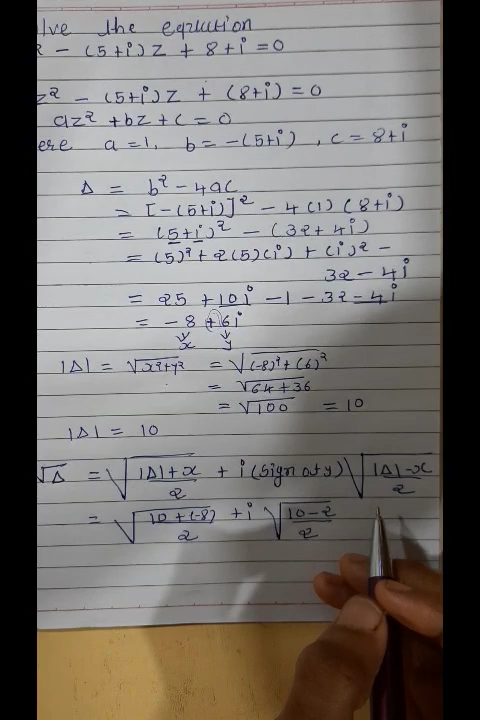 lve the equation
² - (5+i)z + 8+i = 0
z² - (5+i)z + (8+i) = 0
az² + bz + c = 0
ere a = 1, b = -(5+i), c = 8+i
Δ = b² - 4ac
= [-(5+i)]² - 4(1)(8+i)
= (5+i)² - (32+4i)
= (5)² + 2(5)(i) + (i)² -
32 - 4i
= 25 + 10i - 1 - 32 - 4i
= -8 + 6i
x y
|Δ| = √x²+y² = √(-8)²+(6)²
= √64+36
= √100 = 10
|Δ| = 10
√Δ = √|Δ|+x/2 + i(sign of y)√|Δ|-x/2
= √10+(-8)/2 + i √10-2/2